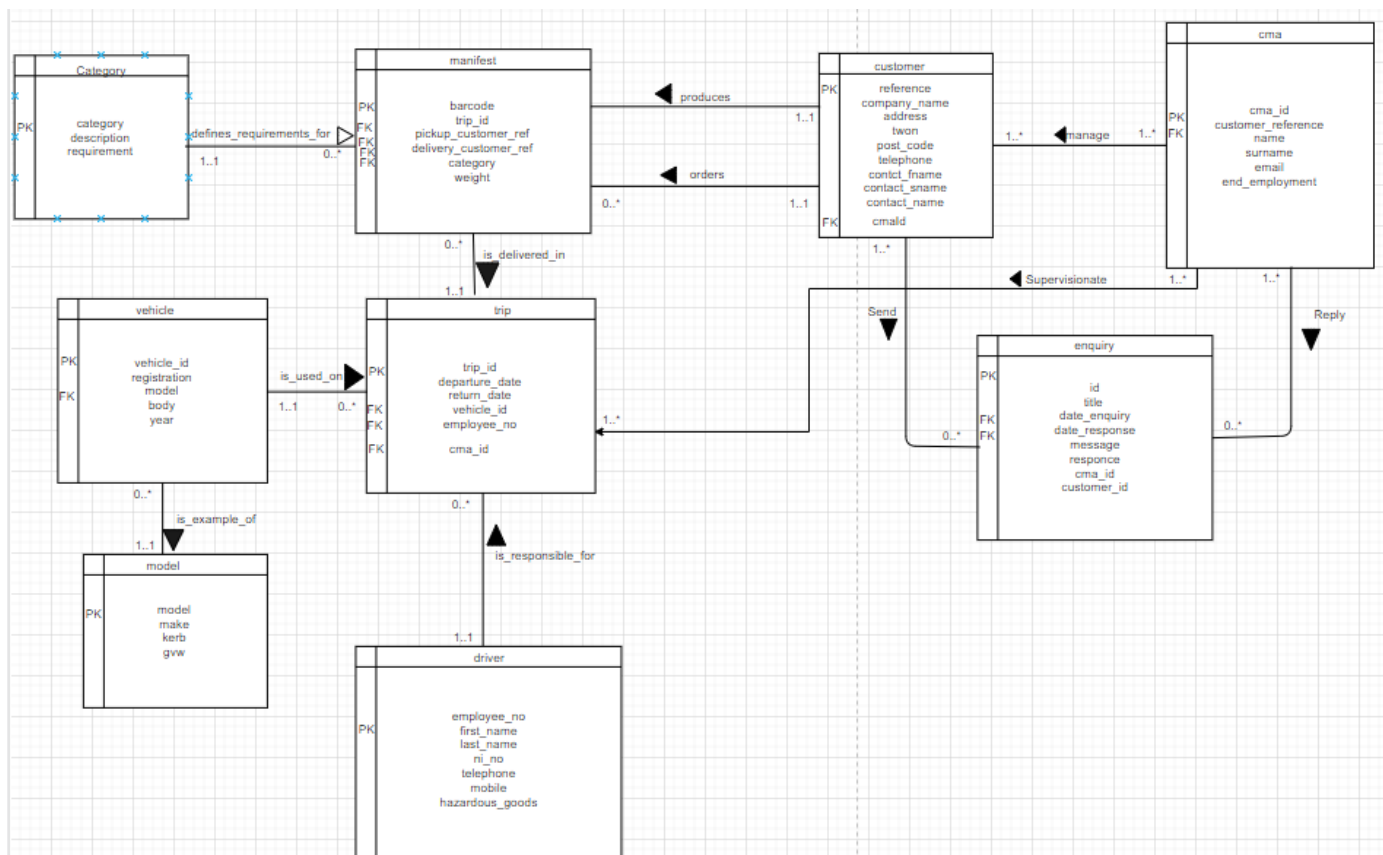 Category
PK
category
description
requirement
defines_requirements_for
1..1
0..*
manifest
PK
FK
FK
FK
FK
barcode
trip_id
pickup_customer_ref
delivery_customer_ref
category
weight
produces
1..1
orders
0..*
1..1
customer
PK
reference
company_name
address
twon
post_code
telephone
contct_fname
contact_sname
contact_name
FK
cmaId
1..*
manage
1..*
cma
PK
FK
cma_id
customer_reference
name
surname
email
end_employment
0..*
is_delivered_in
1..1
1..*
Supervisionate
1..*
1..*
Send
Reply
vehicle
PK
FK
vehicle_id
registration
model
body
year
is_used_on
1..1
0..*
trip
PK
FK
FK
FK
trip_id
departure_date
return_date
vehicle_id
employee_no
cma_id
1..*
enquiry
PK
FK
FK
id
title
date_enquiry
date_response
message
responce
cma_id
customer_id
0..*
0..*
0..*
is_example_of
1..1
model
PK
model
make
kerb
gvw
0..*
is_responsible_for
1..1
driver
PK
employee_no
first_name
last_name
ni_no
telephone
mobile
hazardous_goods